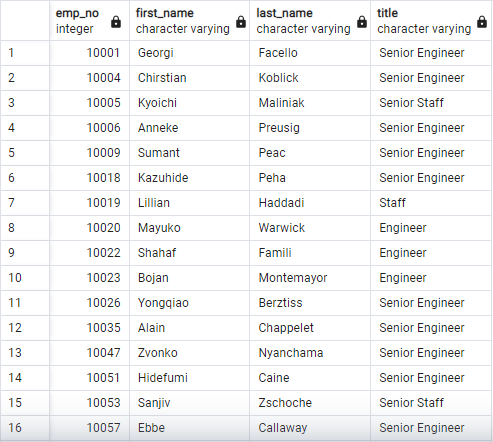 emp_no first_name last_name title
integer character varying character varying character varying
1 10001 Georgi Facello Senior Engineer
2 10004 Chirstian Koblick Senior Engineer
3 10005 Kyoichi Maliniak Senior Staff
4 10006 Anneke Preusig Senior Engineer
5 10009 Sumant Peac Senior Engineer
6 10018 Kazuhide Peha Senior Engineer
7 10019 Lillian Haddadi Staff
8 10020 Mayuko Warwick Engineer
9 10022 Shahaf Famili Engineer
10 10023 Bojan Montemayor Engineer
11 10026 Yongqiao Berztiss Senior Engineer
12 10035 Alain Chappelet Senior Engineer
13 10047 Zvonko Nyanchama Senior Engineer
14 10051 Hidefumi Caine Senior Engineer
15 10053 Sanjiv Zschoche Senior Staff
16 10057 Ebbe Callaway Senior Engineer